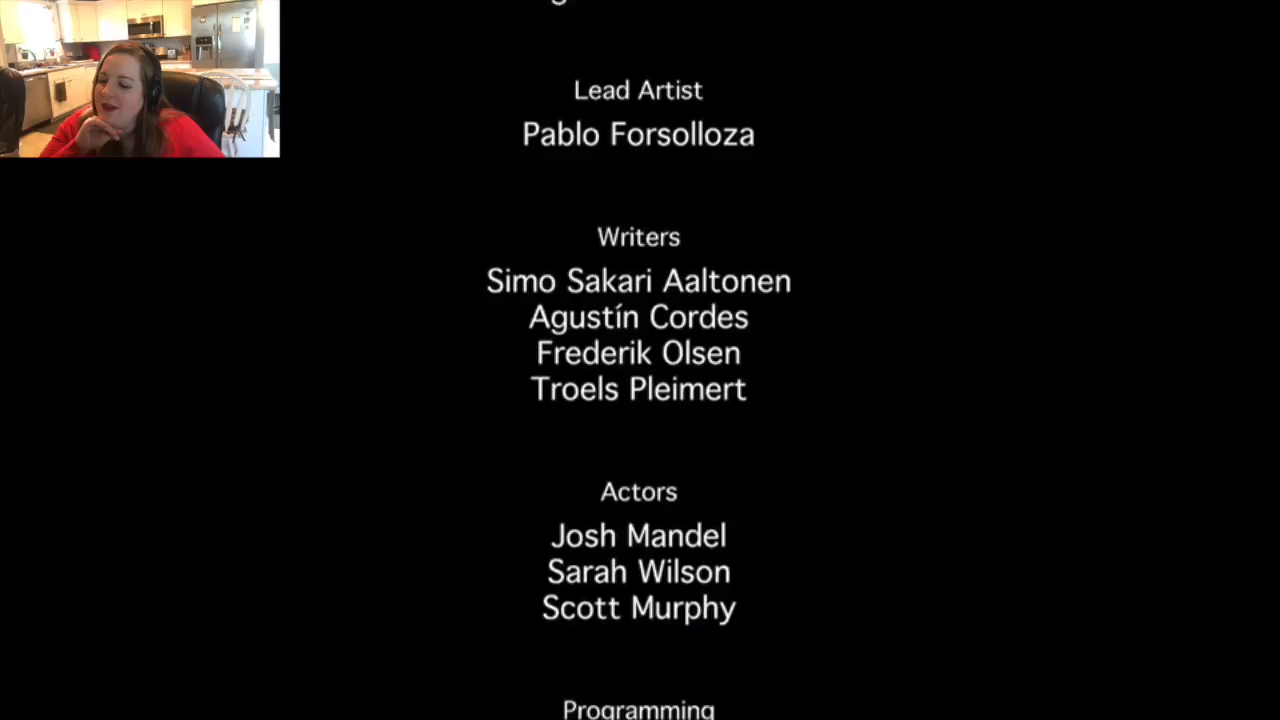 Lead Artist
Pablo Forsolloza
Writers
Simo Sakari Aaltonen
Agustín Cordes
Frederik Olsen
Troels Pleimert
Actors
Josh Mandel
Sarah Wilson
Scott Murphy
Programming